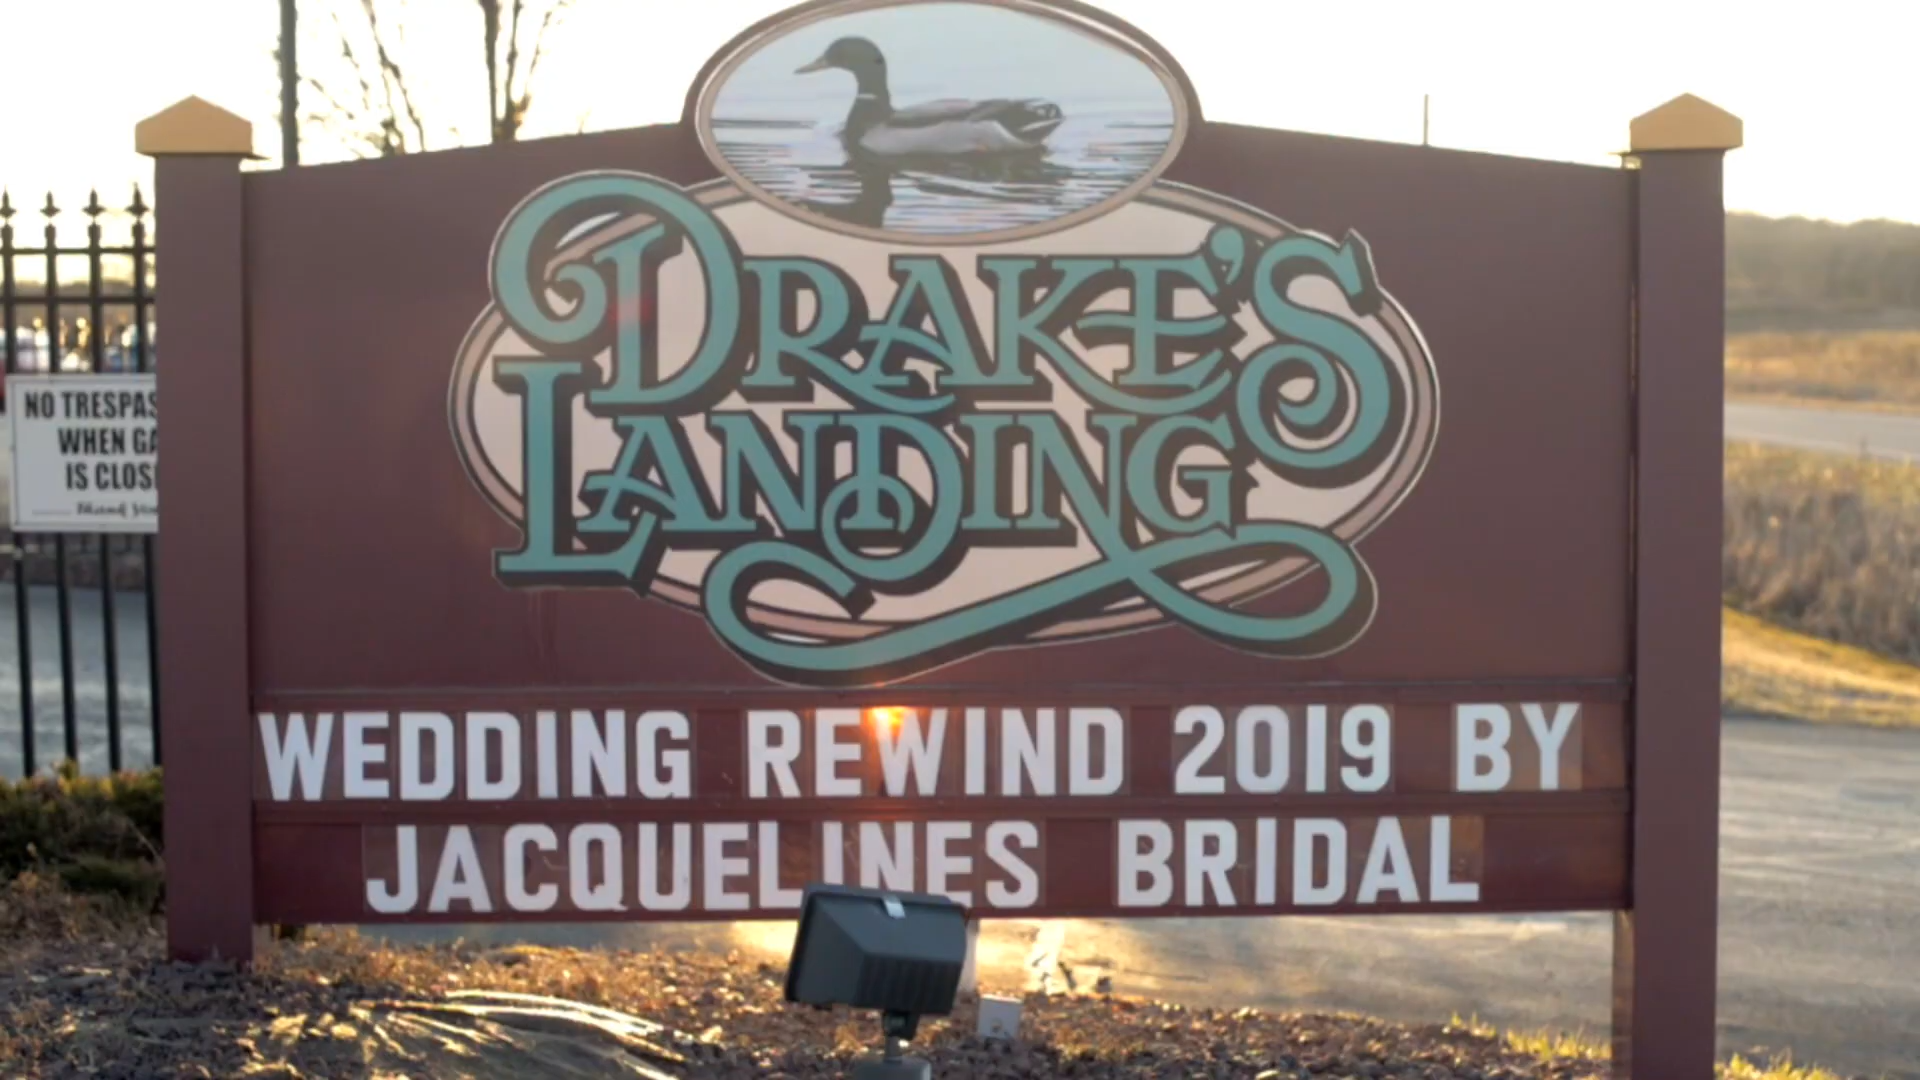 DRAKE'S
LANDING
WEDDING REWIND 2019 BY
JACQUELINES BRIDAL
NO TRESPAS
WHEN GA
IS CLOS